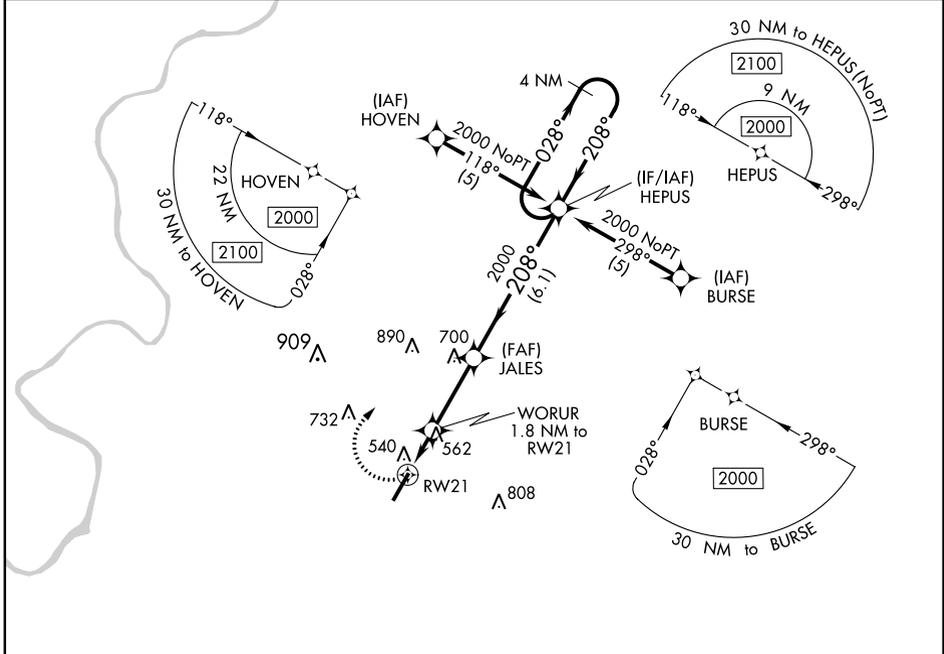 30 NM to HEPUS (NoPT)
2100
9 NM
118°
2000
HEPUS
298°
4 NM
(IAF)
HOVEN
2000 NoPT
118°
(5)
028°
208°
(IF/IAF)
HEPUS
118°
HOVEN
22 NM
2000
2100
30 NM to HOVEN
028°
2000 NoPT
298°
(5)
(IAF)
BURSE
2000
208°
(6.1)
909
890
700
(FAF)
JALES
732
540
562
WORUR
1.8 NM to
RW21
RW21
808
BURSE
028°
298°
2000
30 NM to BURSE